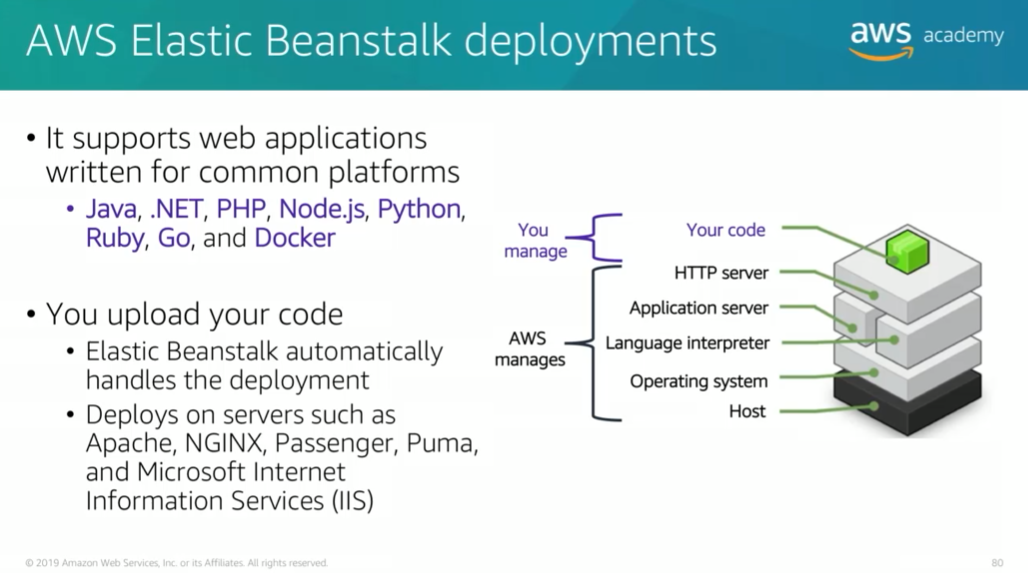 AWS Elastic Beanstalk deployments
aws academy
• It supports web applications
written for common platforms
• Java, .NET, PHP, Node.js, Python,
Ruby, Go, and Docker
• You upload your code
• Elastic Beanstalk automatically
handles the deployment
• Deploys on servers such as
Apache, NGINX, Passenger, Puma,
and Microsoft Internet
Information Services (IIS)
You
manage
Your code
AWS
manages
HTTP server
Application server
Language interpreter
Operating system
Host
© 2019 Amazon Web Services, Inc. or its Affiliates. All rights reserved.
80